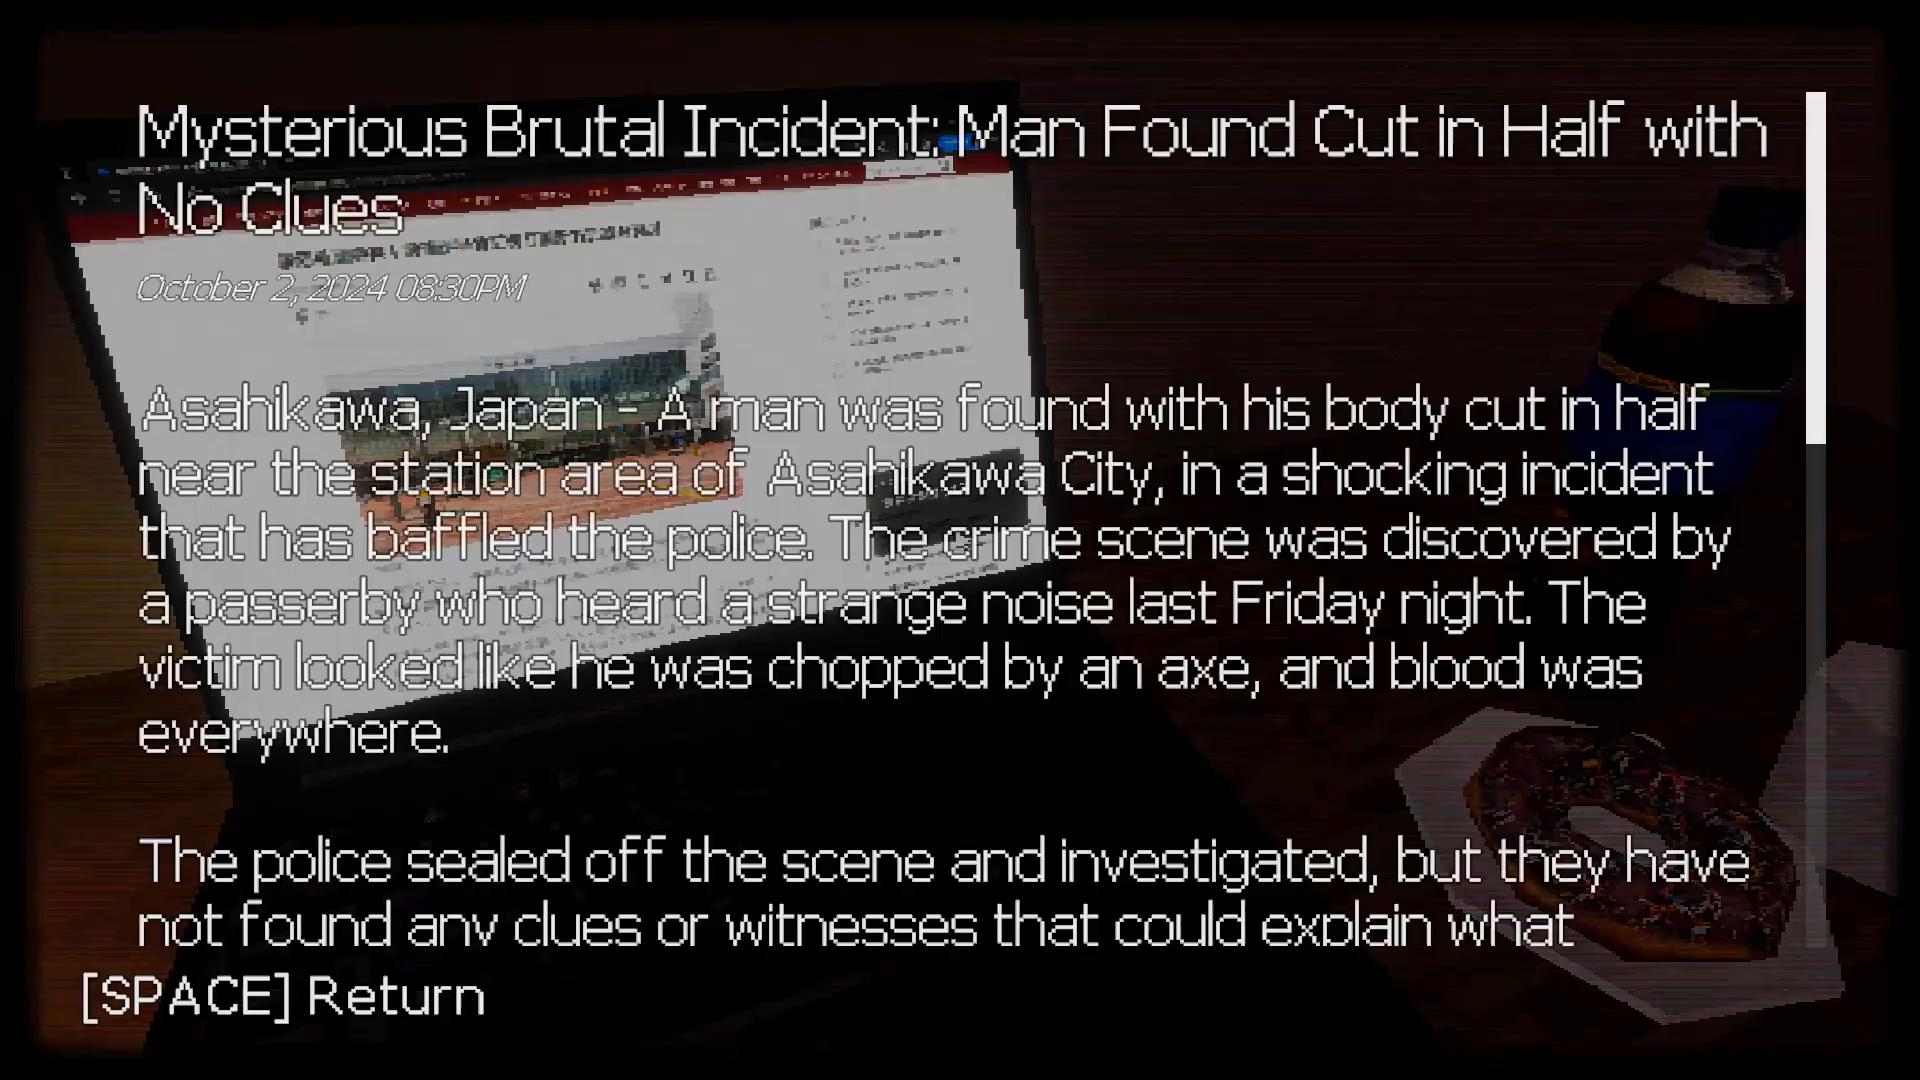 Mysterious Brutal Incident: Man Found Cut in Half with
No Clues
October 2, 2024 08:30PM
Asahikawa, Japan - A man was found with his body cut in half
near the station area of Asahikawa City, in a shocking incident
that has baffled the police. The crime scene was discovered by
a passerby who heard a strange noise last Friday night. The
victim looked like he was chopped by an axe, and blood was
everywhere.
The police sealed off the scene and investigated, but they have
not found any clues or witnesses that could explain what
[SPACE] Return